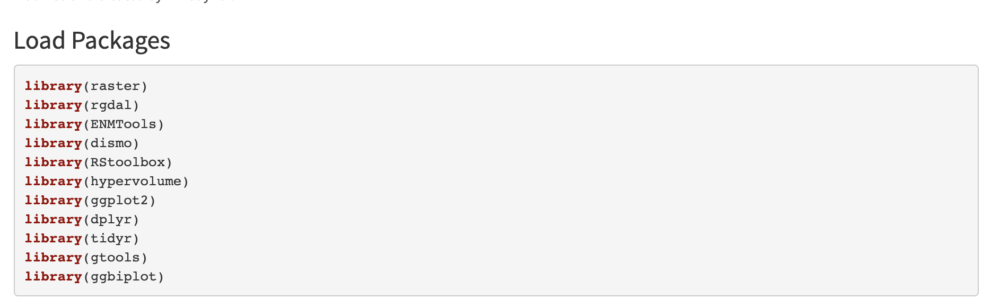 Load Packages
library(raster)
library(rgdal)
library(ENMTools)
library(dismo)
library(RStoolbox)
library(hypervolume)
library(ggplot2)
library(dplyr)
library(tidyr)
library(gtools)
library(ggbiplot)